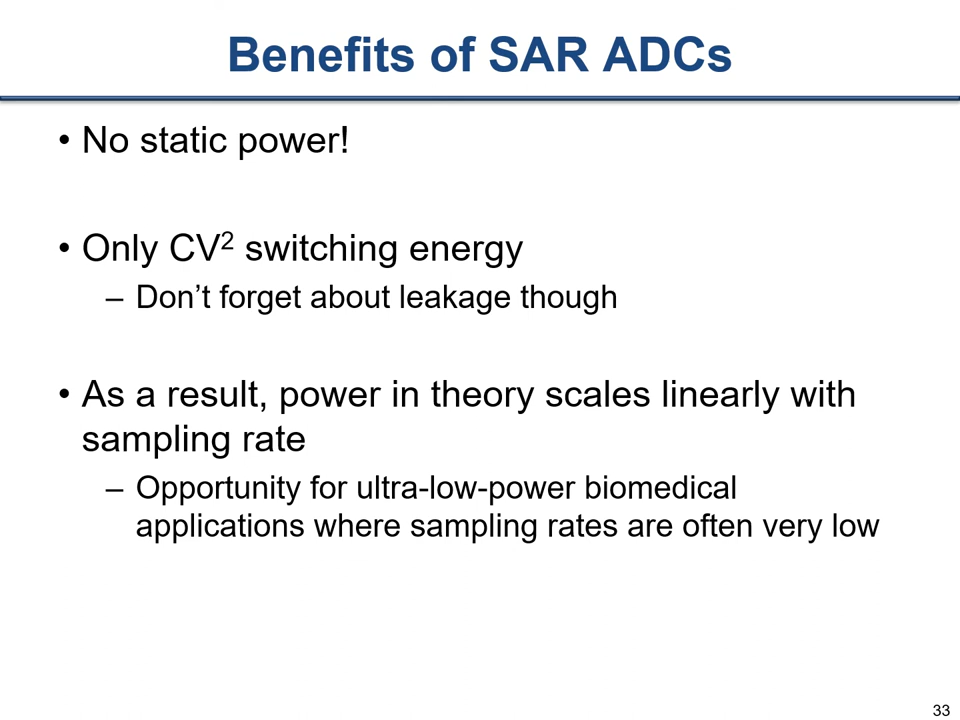 Benefits of SAR ADCs
• No static power!
• Only CV² switching energy
– Don’t forget about leakage though
• As a result, power in theory scales linearly with
sampling rate
– Opportunity for ultra-low-power biomedical
applications where sampling rates are often very low
33